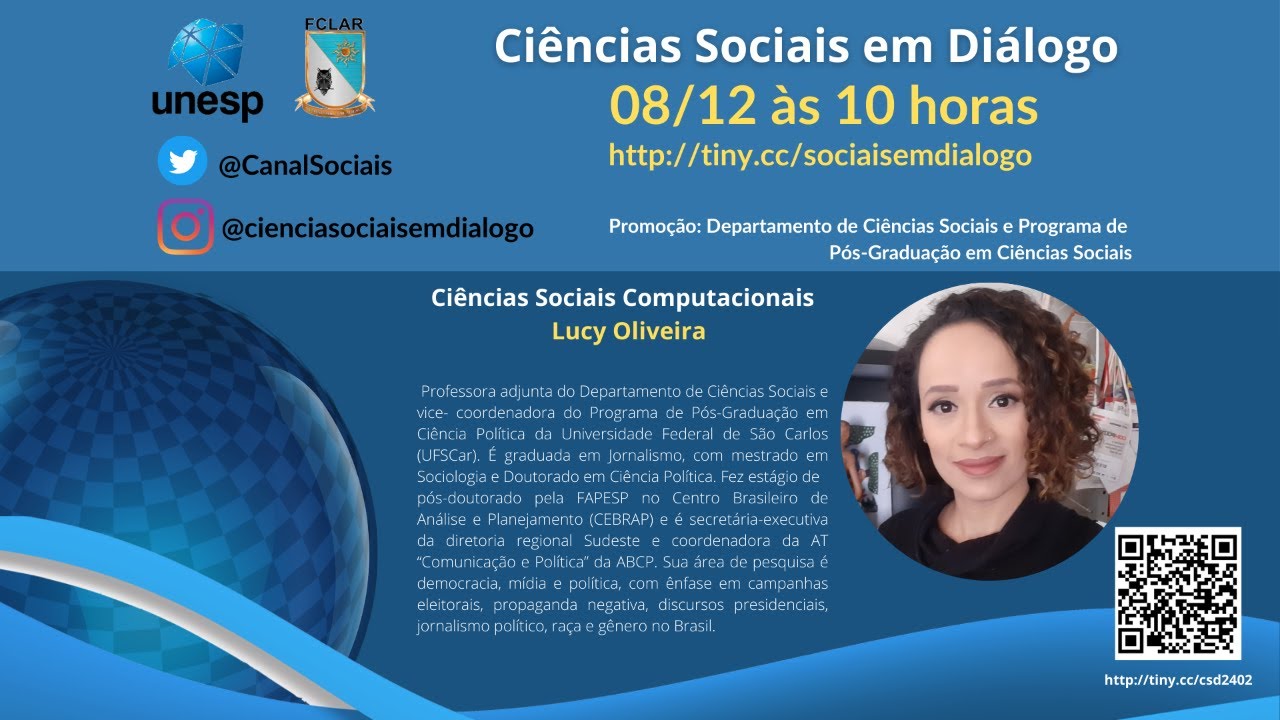 unesp
FCLAR
@CanalSociais
@cienciasociaisemdialogo
Ciências Sociais em Diálogo
08/12 às 10 horas
http://tiny.cc/sociaisemdialogo
Promoção: Departamento de Ciências Sociais e Programa de
Pós-Graduação em Ciências Sociais
Ciências Sociais Computacionais
Lucy Oliveira
Professora adjunta do Departamento de Ciências Sociais e
vice- coordenadora do Programa de Pós-Graduação em
Ciência Política da Universidade Federal de São Carlos
(UFSCar). É graduada em Jornalismo, com mestrado em
Sociologia e Doutorado em Ciência Política. Fez estágio de
pós-doutorado pela FAPESP no Centro Brasileiro de
Análise e Planejamento (CEBRAP) e é secretária-executiva
da diretoria regional Sudeste e coordenadora da AT
“Comunicação e Política” da ABCP. Sua área de pesquisa é
democracia, mídia e política, com ênfase em campanhas
eleitorais, propaganda negativa, discursos presidenciais,
jornalismo político, raça e gênero no Brasil.
http://tiny.cc/csd2402